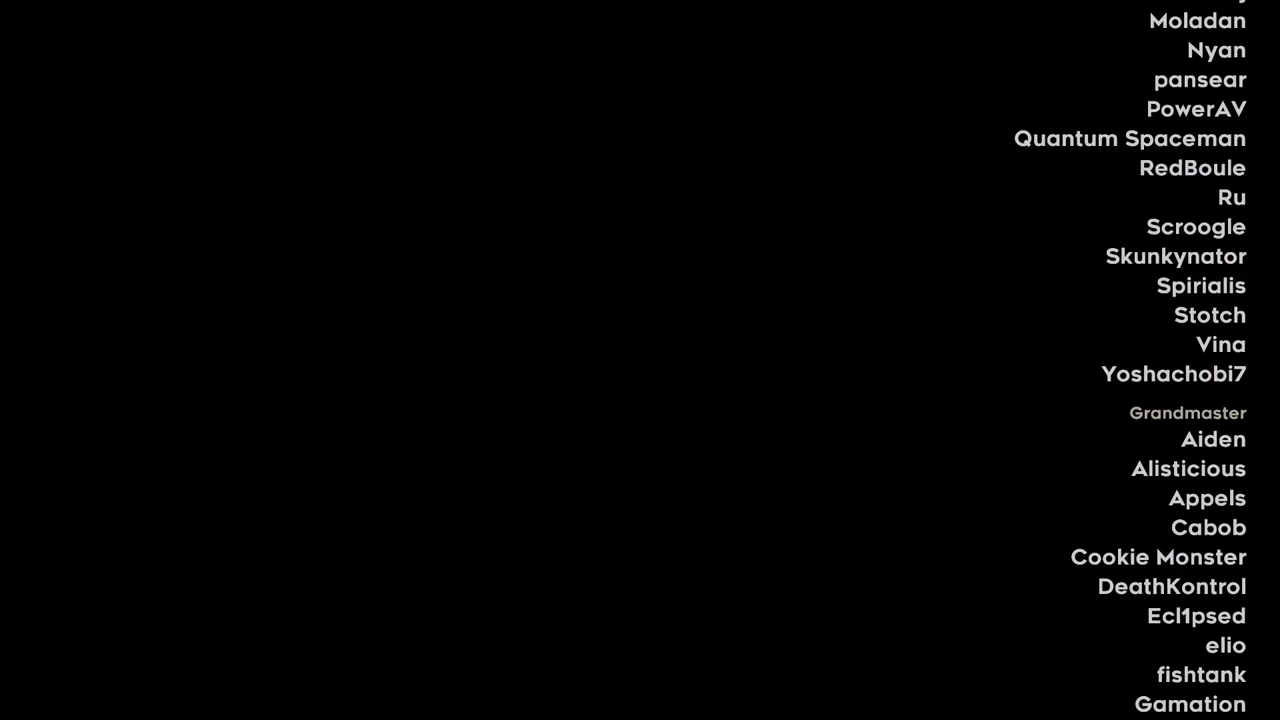 Moladan
Nyan
pansear
PowerAV
Quantum Spaceman
RedBoule
Ru
Scroogle
Skunkynator
Spirialis
Stotch
Vina
Yoshachobi7
Grandmaster
Aiden
Alisticious
Appels
Cabob
Cookie Monster
DeathKontrol
Ecl1psed
elio
fishtank
Gamation